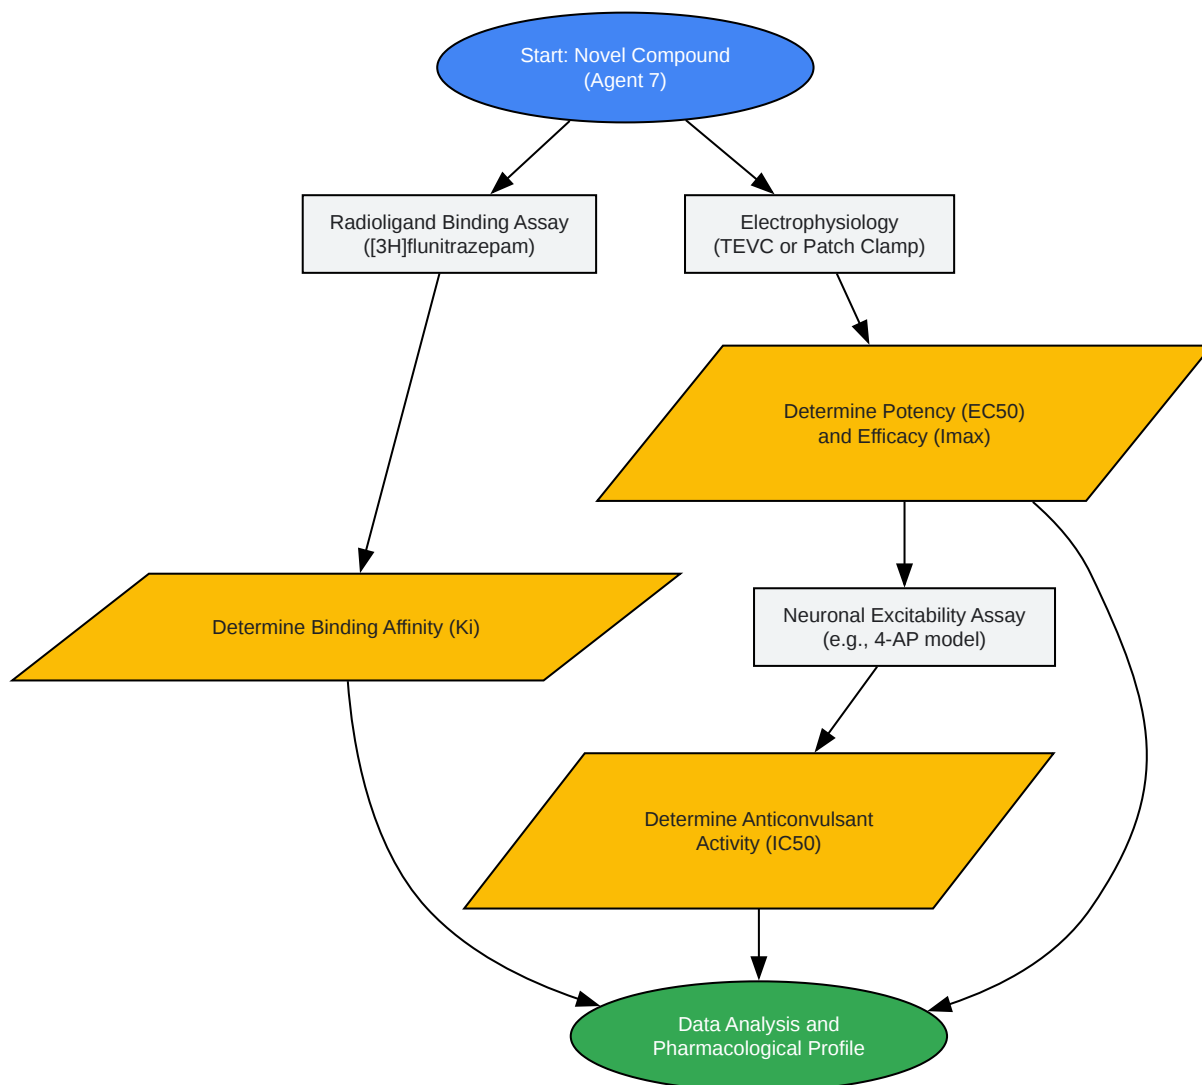 Start: Novel Compound
(Agent 7)
Radioligand Binding Assay
([3H]flunitrazepam)
Electrophysiology
(TEVC or Patch Clamp)
Determine Potency (EC50)
and Efficacy (Imax)
Determine Binding Affinity (Ki)
Neuronal Excitability Assay
(e.g., 4-AP model)
Determine Anticonvulsant
Activity (IC50)
Data Analysis and
Pharmacological Profile